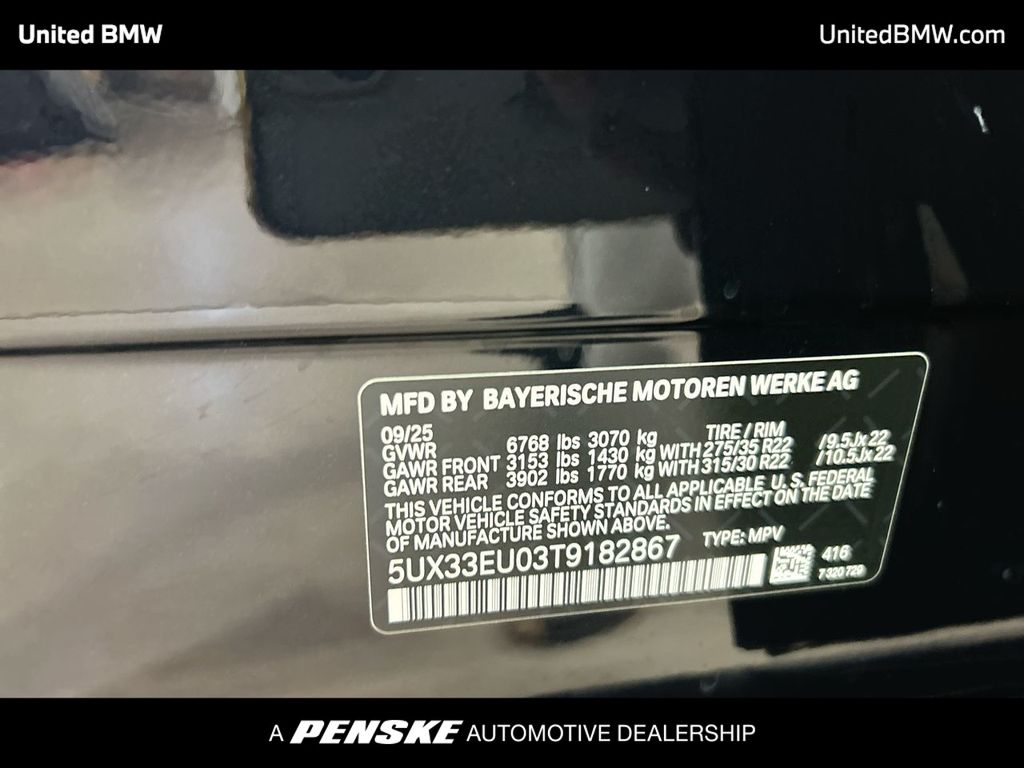 United BMW
UnitedBMW.com
MFD BY BAYERISCHE MOTOREN WERKE AG
09/25 TIRE / RIM
GVWR 6768 lbs 3070 kg
GAWR FRONT 3153 lbs 1430 kg WITH 275/35 R22 /9.5Jx22
GAWR REAR 3902 lbs 1770 kg WITH 315/30 R22 /10.5Jx22
THIS VEHICLE CONFORMS TO ALL APPLICABLE U.S. FEDERAL
MOTOR VEHICLE SAFETY STANDARDS IN EFFECT ON THE DATE
OF MANUFACTURE SHOWN ABOVE.
TYPE: MPV
5UX33EU03T9182867
416
7 320 729
A PENSKE AUTOMOTIVE DEALERSHIP